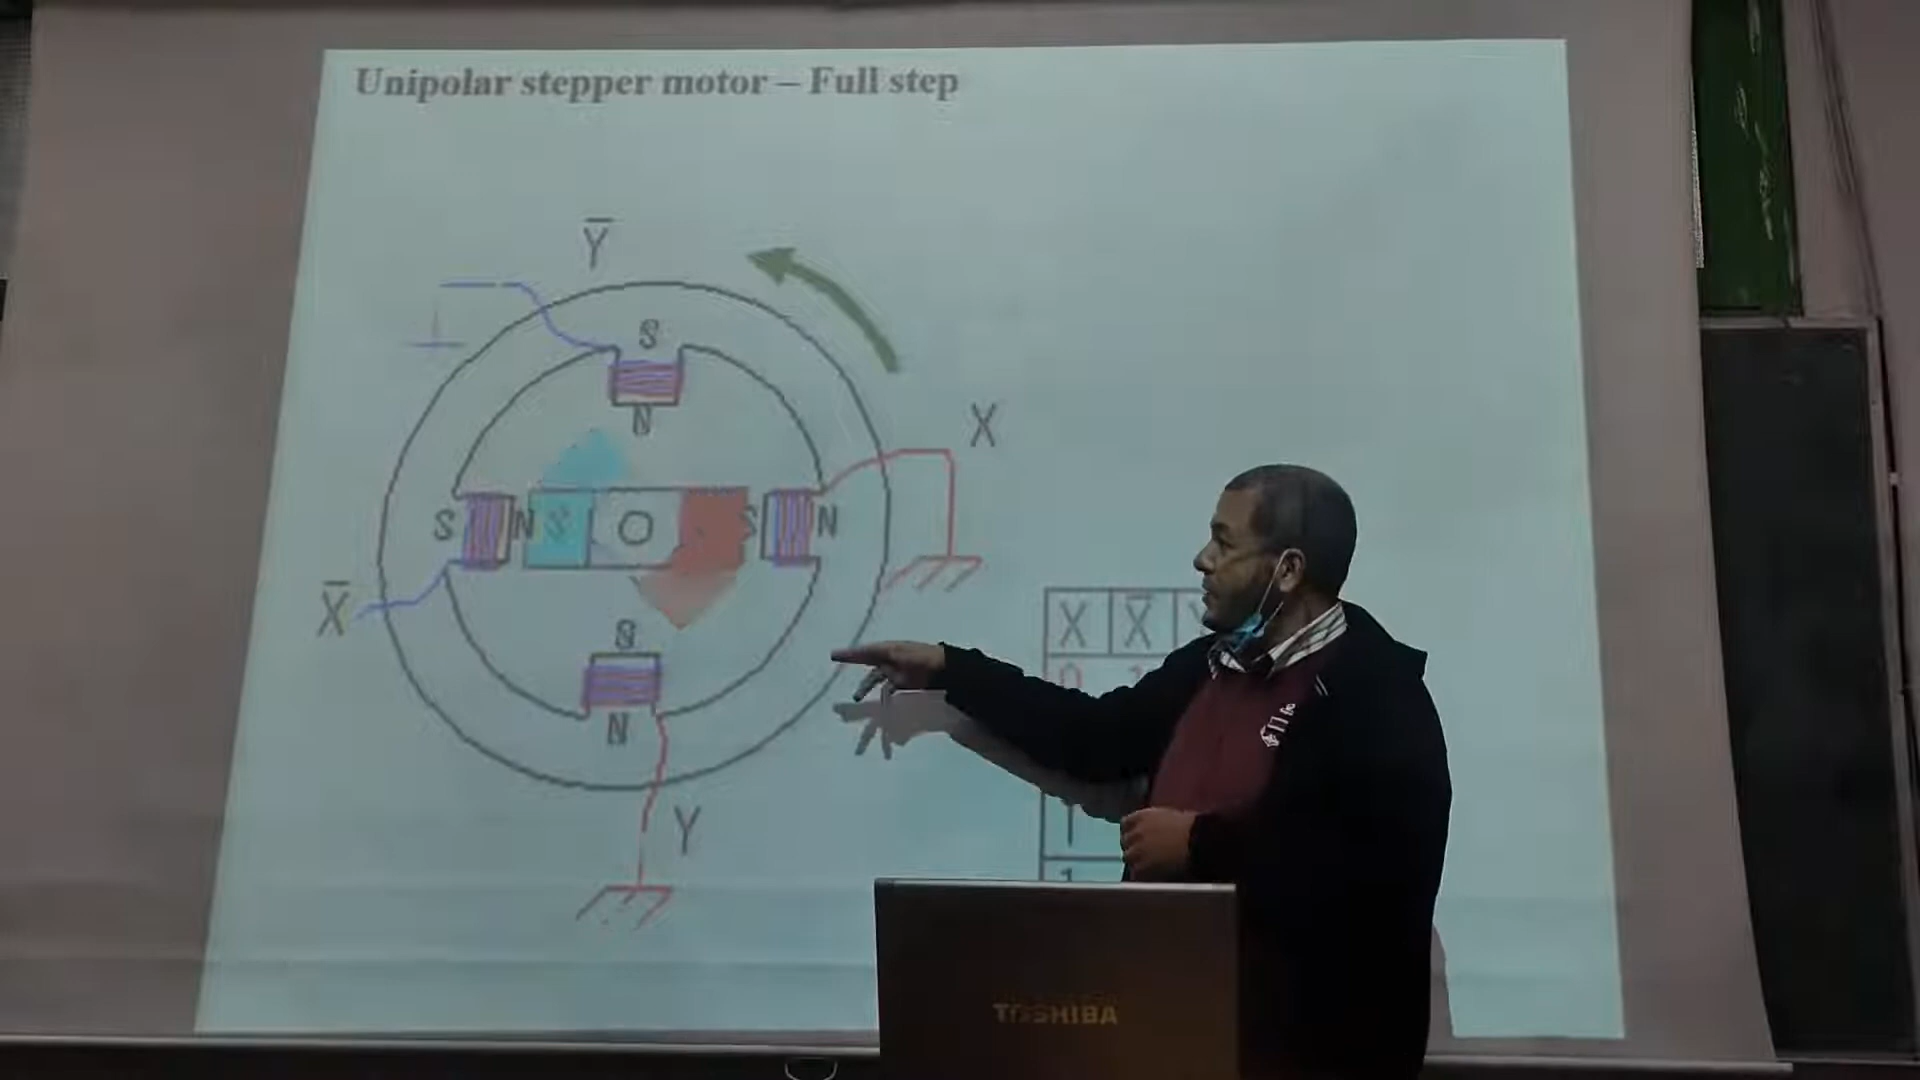 Unipolar stepper motor – Full step
Y̅
S
N
X
S N S O S N
X̅
S
N
Y
X X̅
TOSHIBA